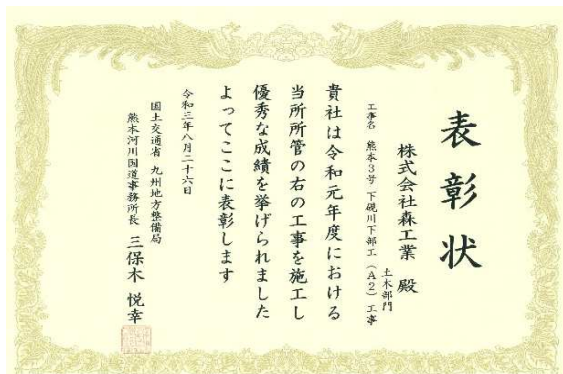 表彰状
株式会社森工業 殿
土木部門
工事名 熊本3号 下硯川下部工（A2）工事
貴社は令和元年度における
当所所管の右の工事を施工し
優秀な成績を挙げられました
よってここに表彰します
令和三年八月二十六日
国土交通省 九州地方整備局
熊本河川国道事務所長 三保木 悦幸